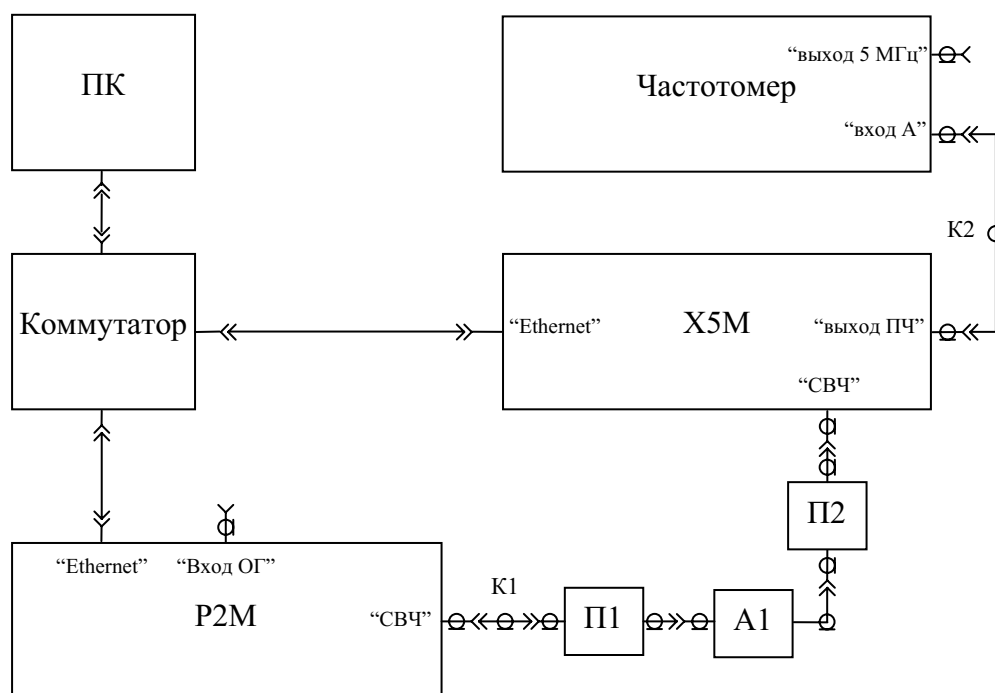 ПК
“выход 5 МГц”
Частотомер
“вход А”
К2
Коммутатор
“Ethernet”
Х5М
“выход ПЧ”
“СВЧ”
П2
“Ethernet”
“Вход ОГ”
К1
Р2М
“СВЧ”
П1
А1